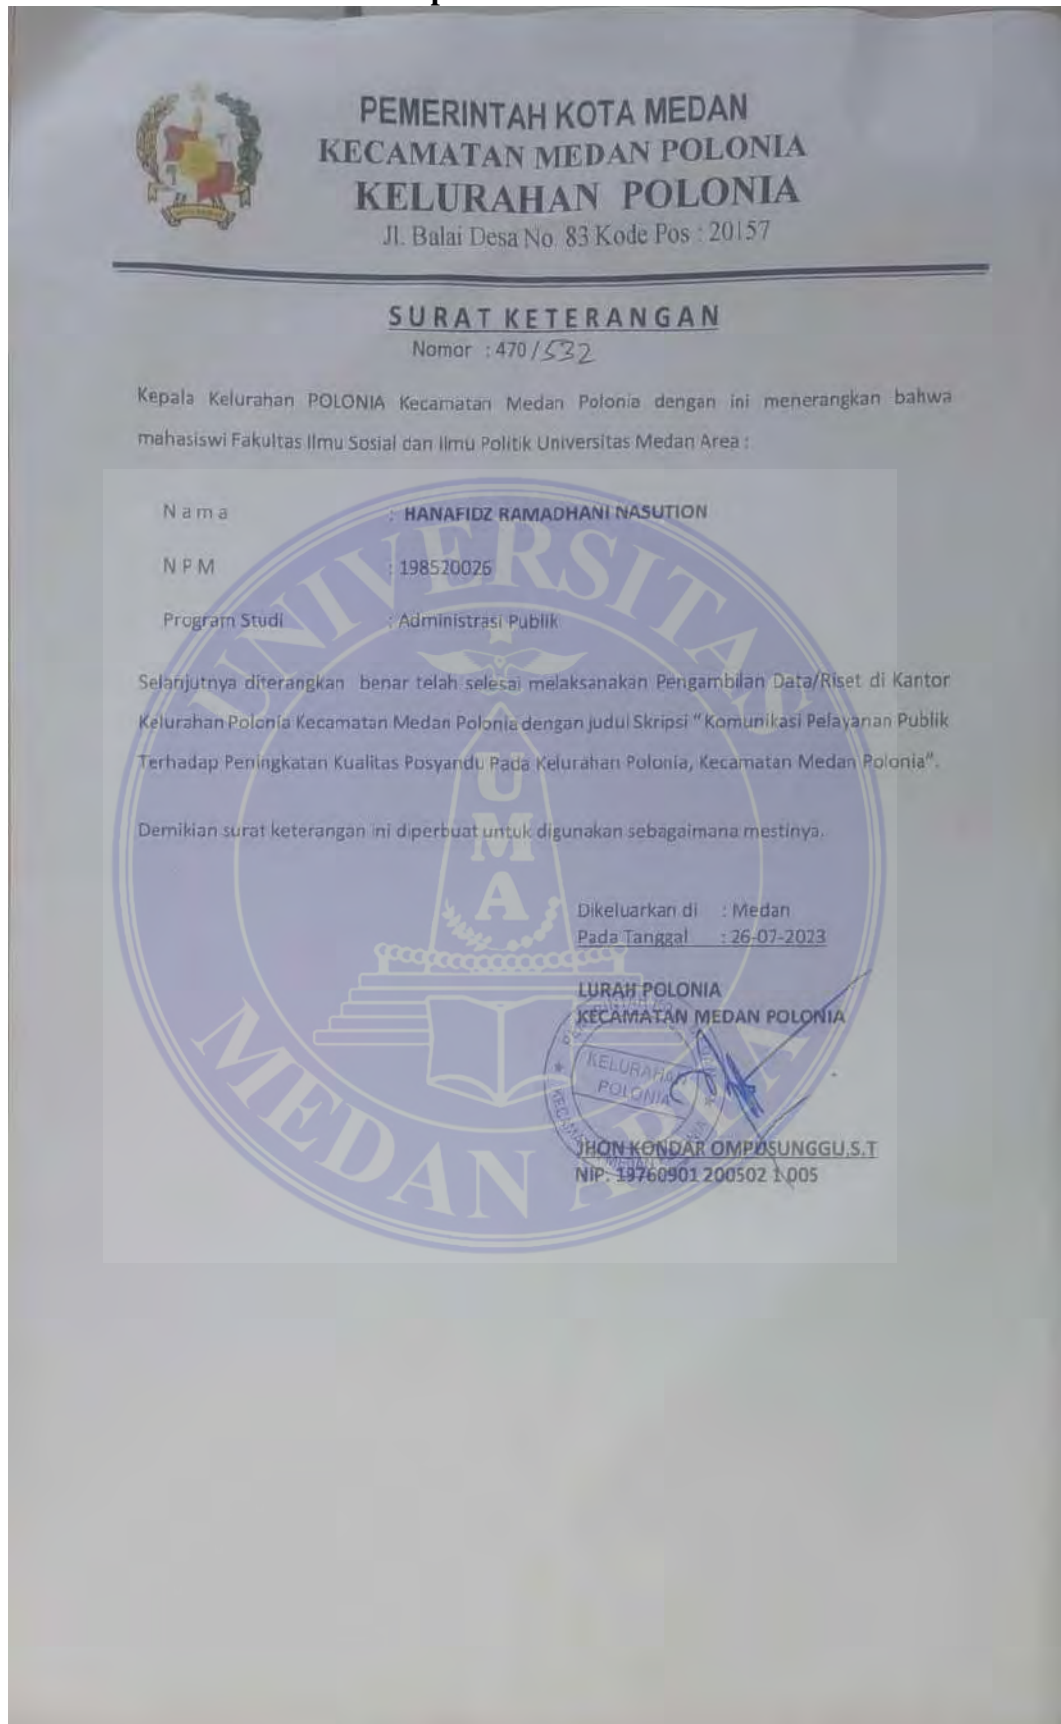 PEMERINTAH KOTA MEDAN
KECAMATAN MEDAN POLONIA
KELURAHAN POLONIA
Jl. Balai Desa No. 83 Kode Pos : 20157
SURAT KETERANGAN
Nomor : 470 / 532
Kepala Kelurahan POLONIA Kecamatan Medan Polonia dengan ini menerangkan bahwa
mahasiswi Fakultas Ilmu Sosial dan Ilmu Politik Universitas Medan Area :
N a m a : HANAFIDZ RAMADHANI NASUTION
N P M : 198520026
Program Studi : Administrasi Publik
Selanjutnya diterangkan benar telah selesai melaksanakan Pengambilan Data/Riset di Kantor
Kelurahan Polonia Kecamatan Medan Polonia dengan judul Skripsi " Komunikasi Pelayanan Publik
Terhadap Peningkatan Kualitas Posyandu Pada Kelurahan Polonia, Kecamatan Medan Polonia".
Demikian surat keterangan ini diperbuat untuk digunakan sebagaimana mestinya.
Dikeluarkan di : Medan
Pada Tanggal : 26-07-2023
LURAH POLONIA
KECAMATAN MEDAN POLONIA
KELURAHAN
POLONIA
JHON KONDAR OMPUSUNGGU.S.T
NIP. 19760901 200502 1 005
UNIVERSITAS
MEDAN AREA
UMA